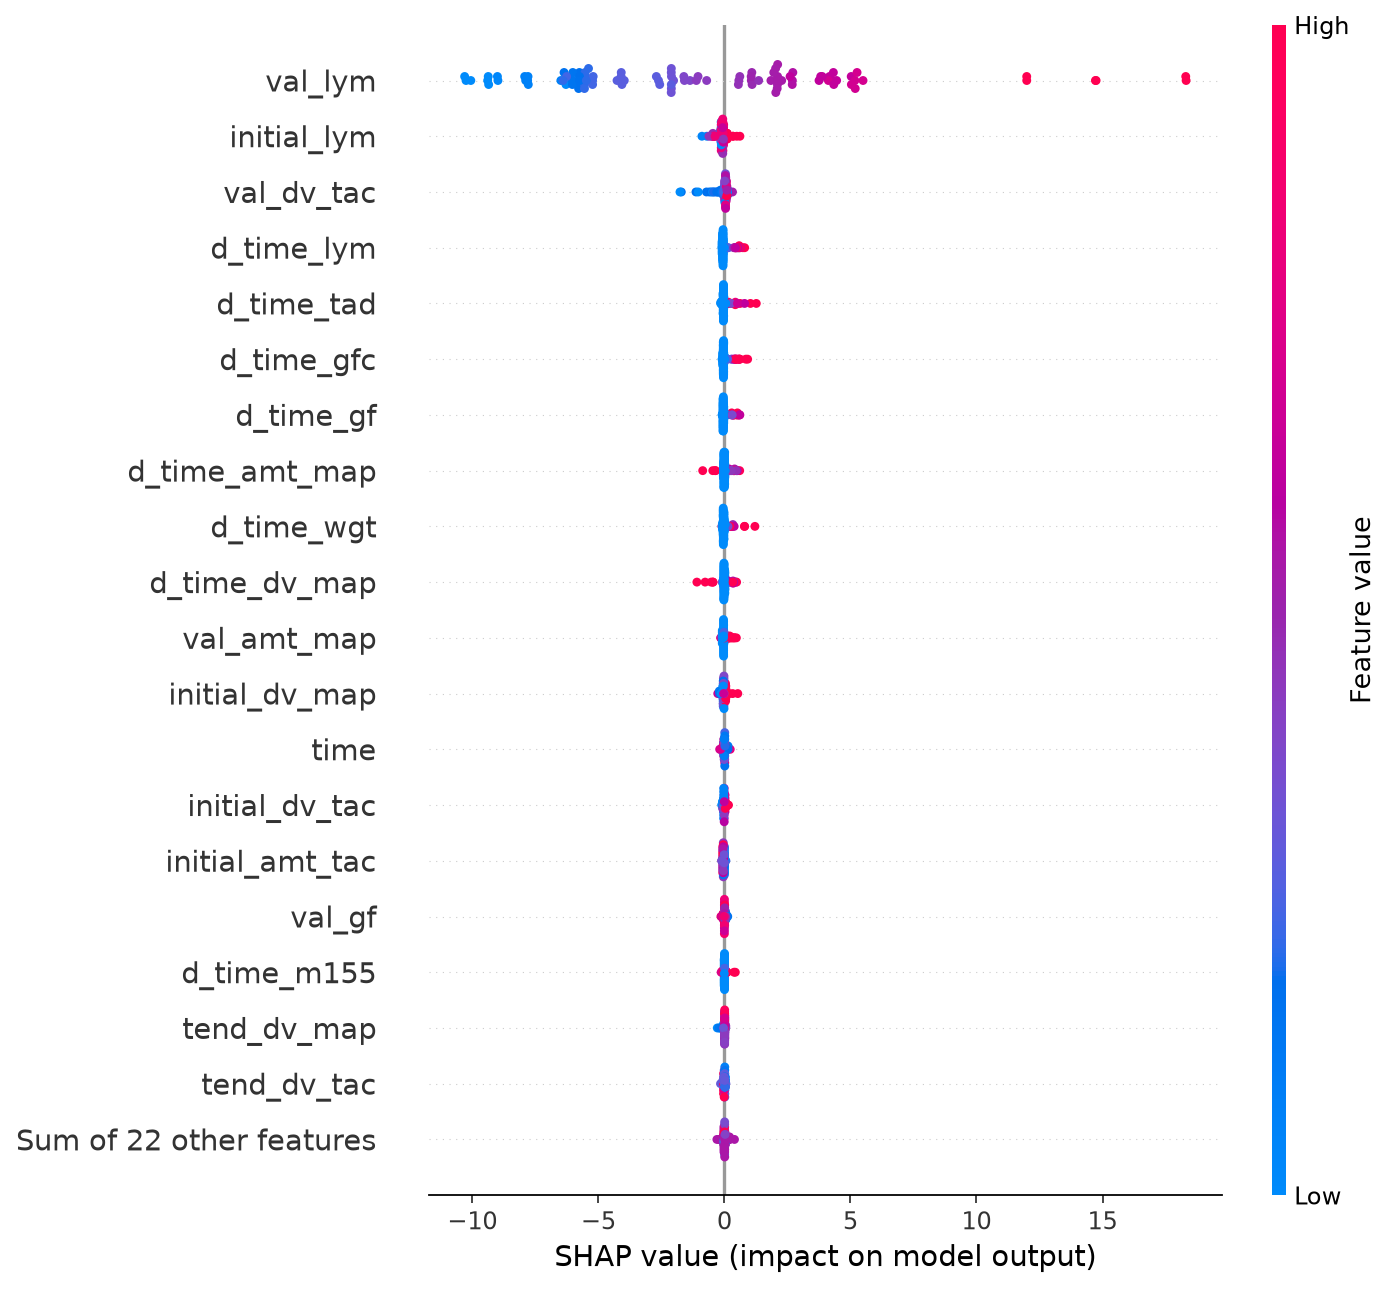 High
val_lym
initial_lym
val_dv_tac
d_time_lym
d_time_tad
d_time_gfc
d_time_gf
d_time_amt_map
d_time_wgt
d_time_dv_map
val_amt_map
initial_dv_map
time
initial_dv_tac
initial_amt_tac
val_gf
d_time_m155
tend_dv_map
tend_dv_tac
Sum of 22 other features
Feature value
Low
−10 −5 0 5 10 15
SHAP value (impact on model output)